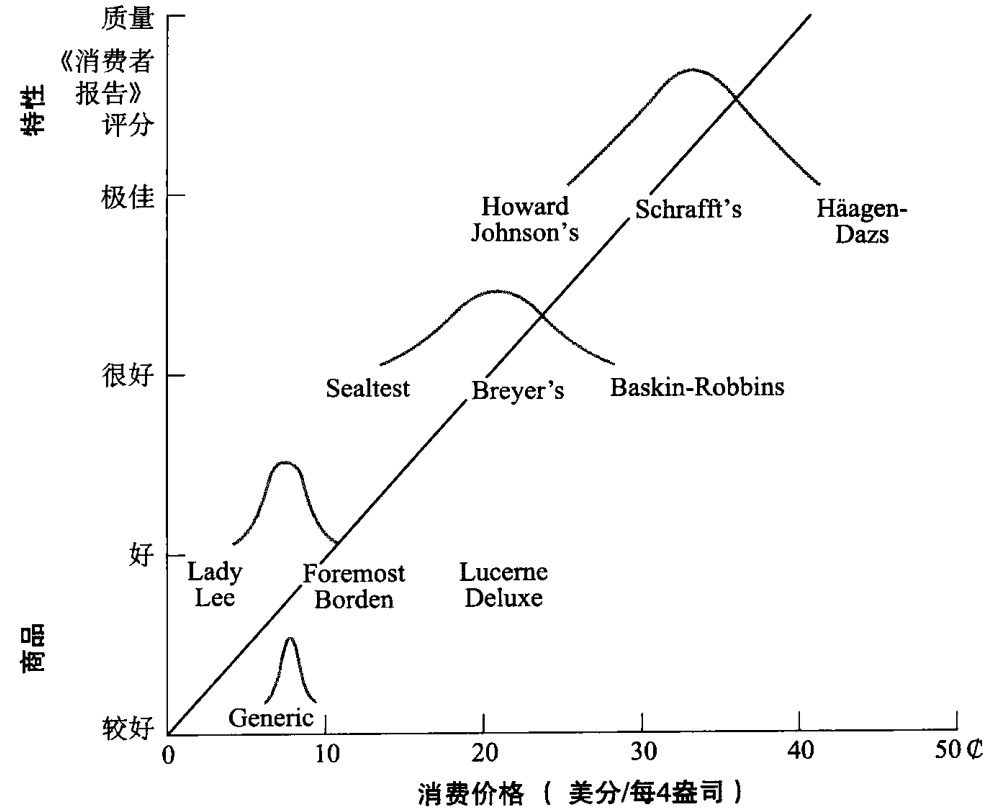 质量
《消费者
报告》
评分
特性
极佳
Howard
Johnson's
Schrafft's
Häagen-
Dazs
很好
Sealtest
Breyer's
Baskin-Robbins
好
Lady
Lee
Foremost
Borden
Lucerne
Deluxe
商品
较好
Generic
0
10
20
30
40
50 ₵
消费价格 ( 美分/每4盎司 )